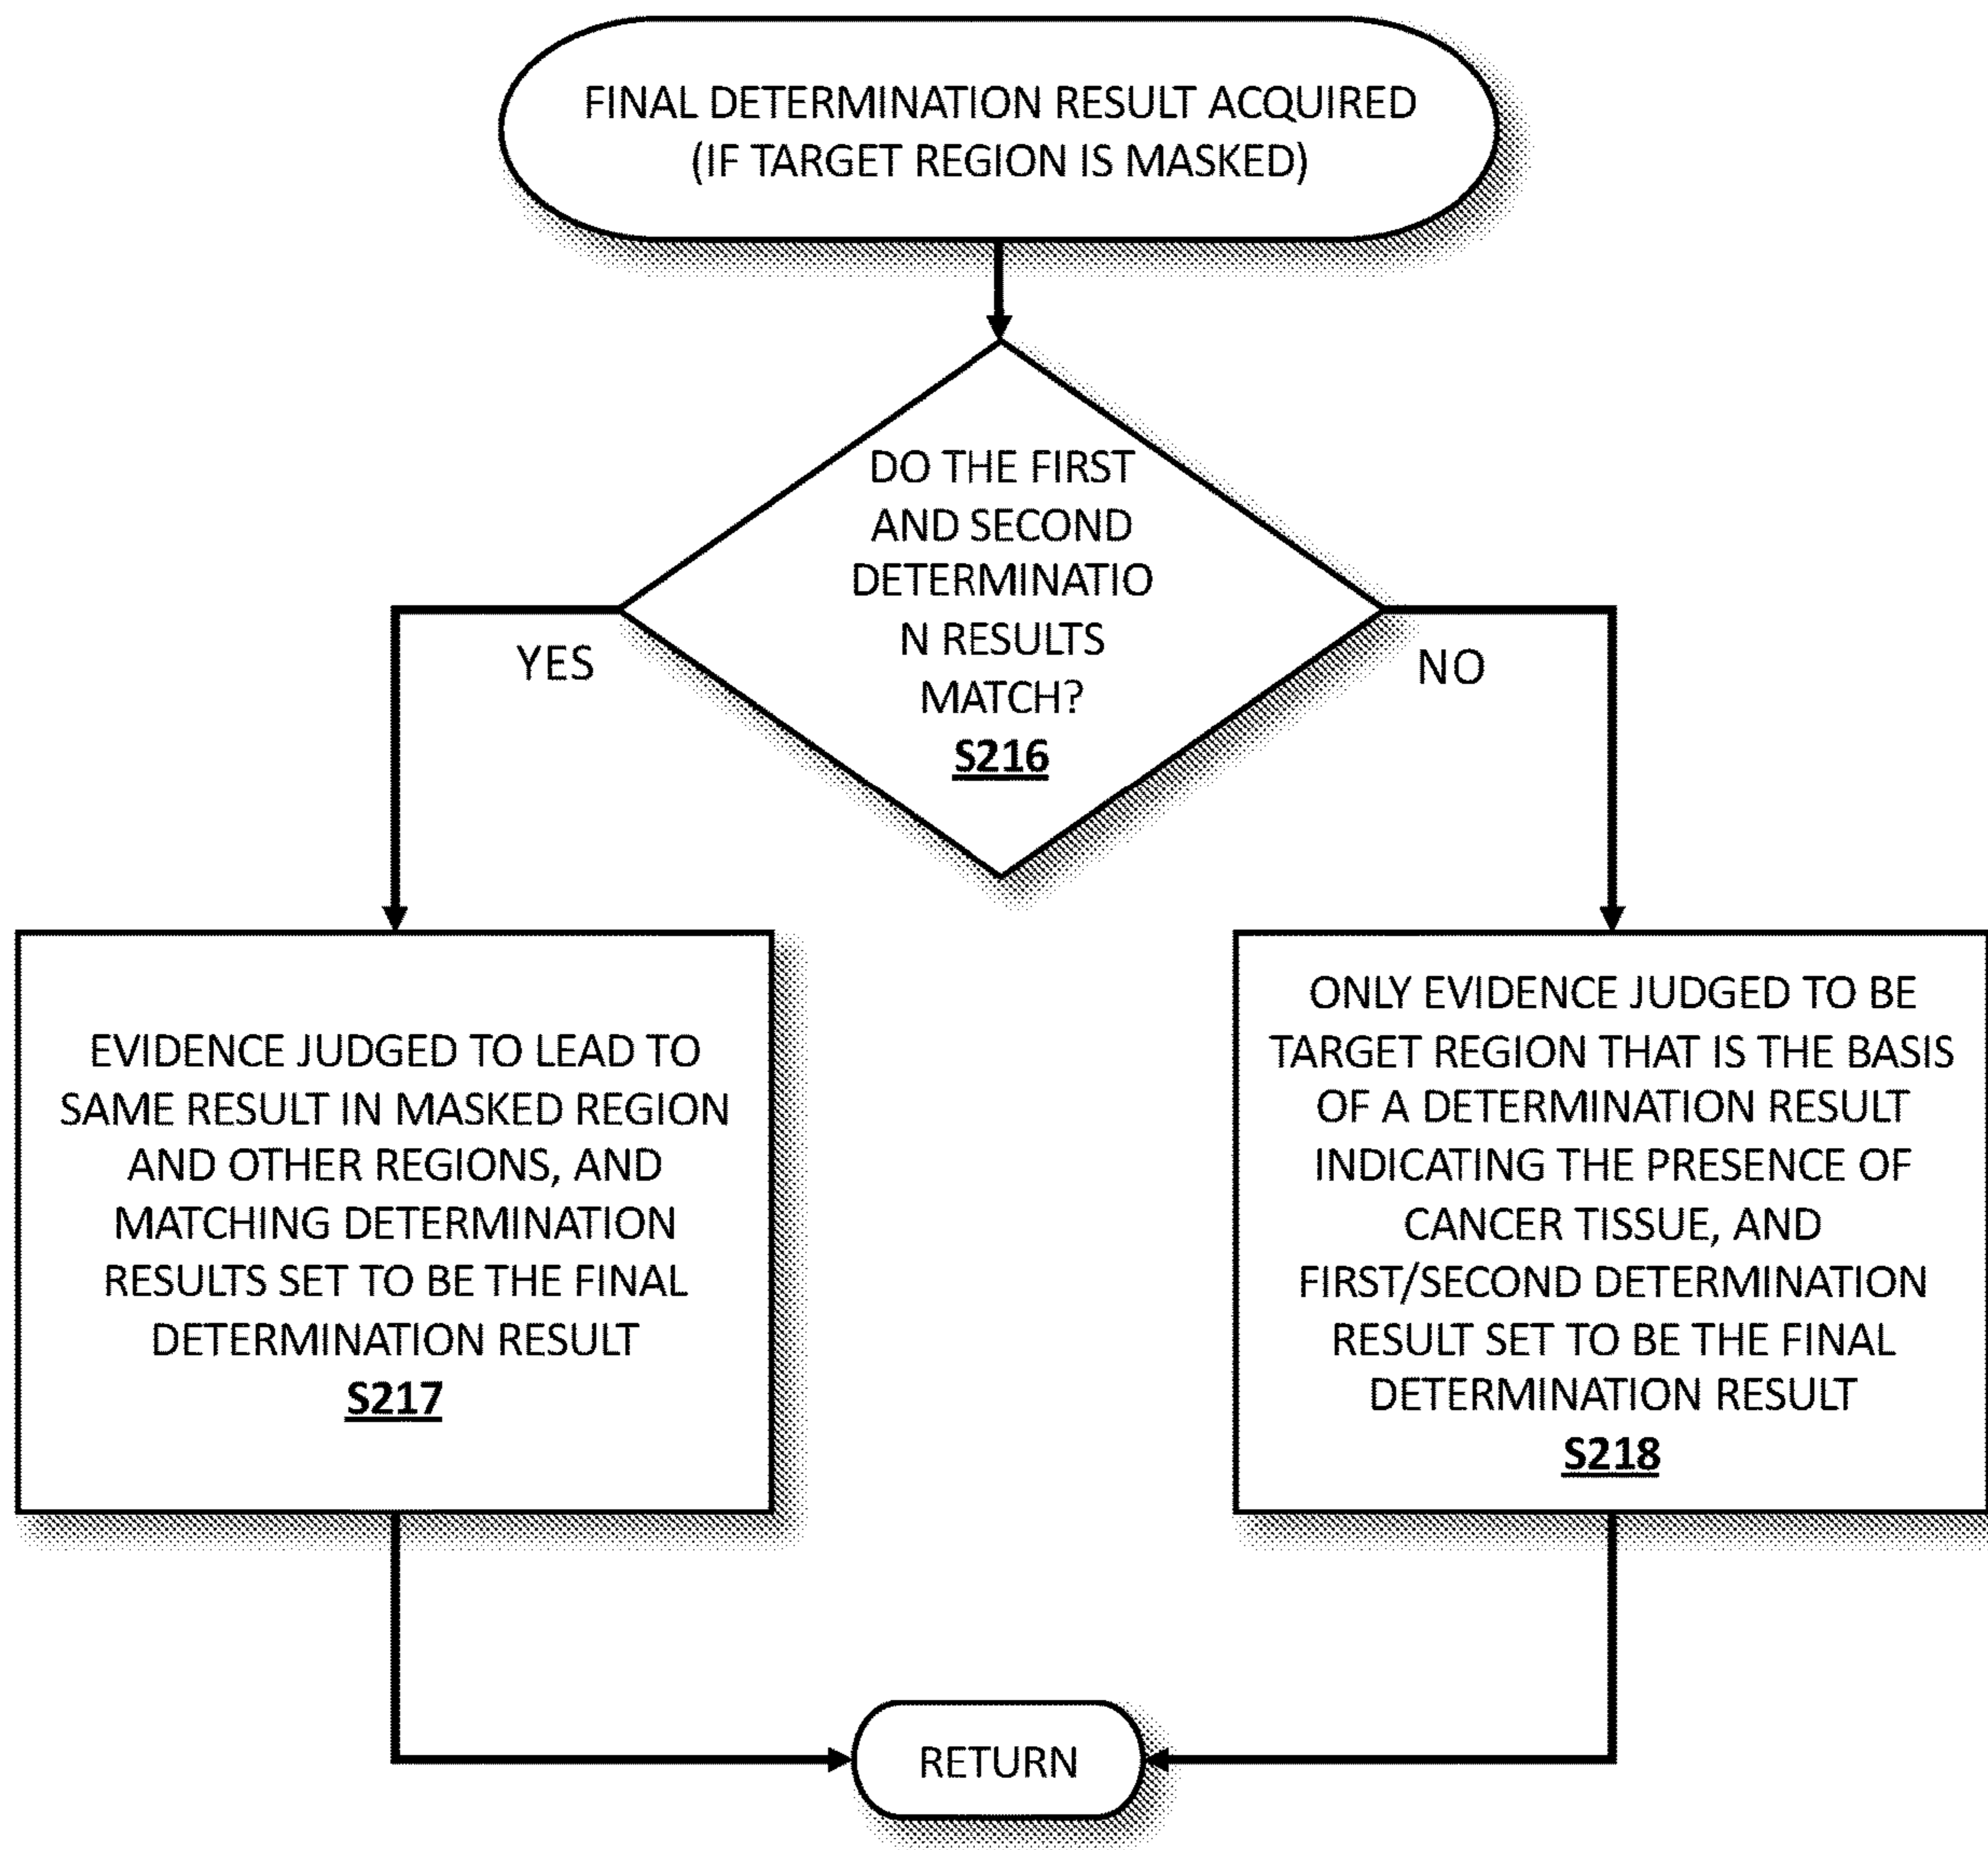 FINAL DETERMINATION RESULT ACQUIRED
(IF TARGET REGION IS MASKED)
DO THE FIRST
AND SECOND
DETERMINATIO
N RESULTS
MATCH?
S216
YES
NO
EVIDENCE JUDGED TO LEAD TO
SAME RESULT IN MASKED REGION
AND OTHER REGIONS, AND
MATCHING DETERMINATION
RESULTS SET TO BE THE FINAL
DETERMINATION RESULT
S217
ONLY EVIDENCE JUDGED TO BE
TARGET REGION THAT IS THE BASIS
OF A DETERMINATION RESULT
INDICATING THE PRESENCE OF
CANCER TISSUE, AND
FIRST/SECOND DETERMINATION
RESULT SET TO BE THE FINAL
DETERMINATION RESULT
S218
RETURN